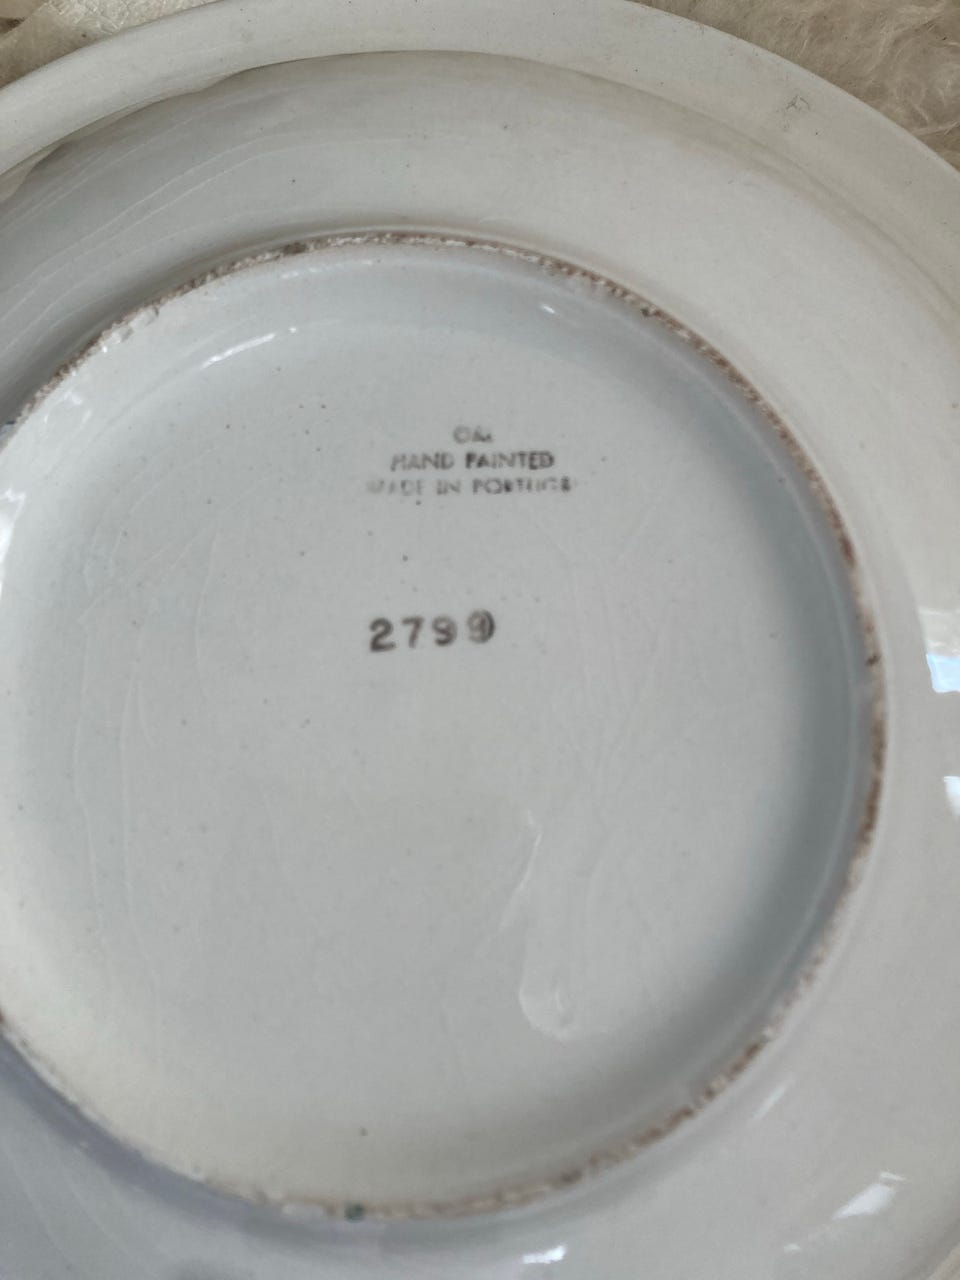 HAND PAINTED
MADE IN PORTUGAL
2799